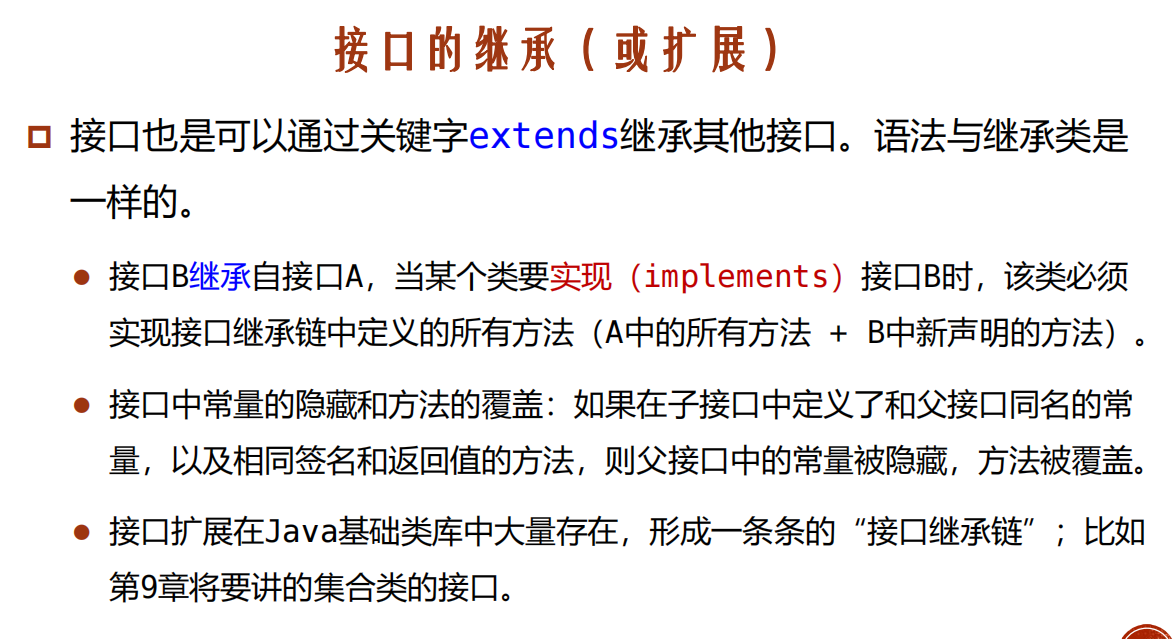 接口的继承（或扩展）
接口也是可以通过关键字extends继承其他接口。语法与继承类是
一样的。
接口B继承自接口A，当某个类要实现（implements）接口B时，该类必须
实现接口继承链中定义的所有方法（A中的所有方法 + B中新声明的方法）。
接口中常量的隐藏和方法的覆盖：如果在子接口中定义了和父接口同名的常
量，以及相同签名和返回值的方法，则父接口中的常量被隐藏，方法被覆盖。
接口扩展在Java基础类库中大量存在，形成一条条的“接口继承链”；比如
第9章将要讲的集合类的接口。